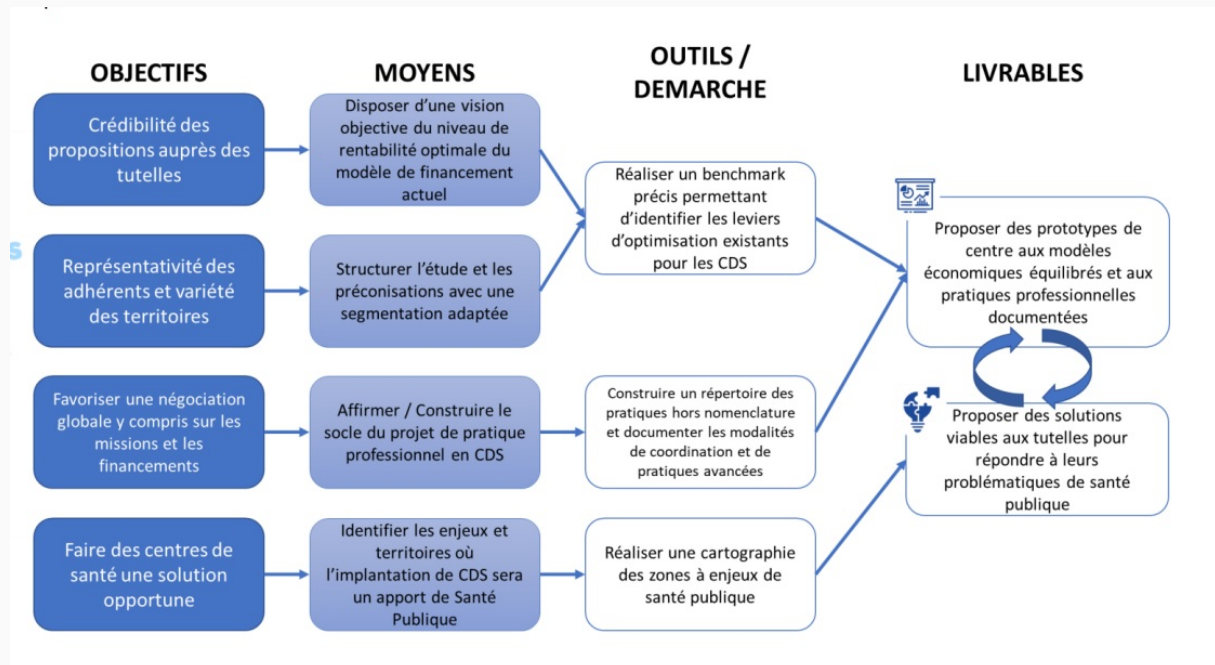 OBJECTIFS
MOYENS
OUTILS /
DEMARCHE
LIVRABLES
Crédibilité des
propositions auprès des
tutelles
Disposer d'une vision
objective du niveau de
rentabilité optimale du
modèle de financement
actuel
Réaliser un benchmark
précis permettant
d'identifier les leviers
d'optimisation existants
pour les CDS
Proposer des prototypes de
centre aux modèles
économiques équilibrés et aux
pratiques professionnelles
documentées
s
Représentativité des
adhérents et variété
des territoires
Structurer l'étude et les
préconisations avec une
segmentation adaptée
Favoriser une négociation
globale y compris sur les
missions et les
financements
Affirmer / Construire le
socle du projet de pratique
professionnel en CDS
Construire un répertoire des
pratiques hors nomenclature
et documenter les modalités
de coordination et de
pratiques avancées
Proposer des solutions
viables aux tutelles pour
répondre à leurs
problématiques de santé
publique
Faire des centres de
santé une solution
opportune
Identifier les enjeux et
territoires où
l'implantation de CDS sera
un apport de Santé
Publique
Réaliser une cartographie
des zones à enjeux de
santé publique